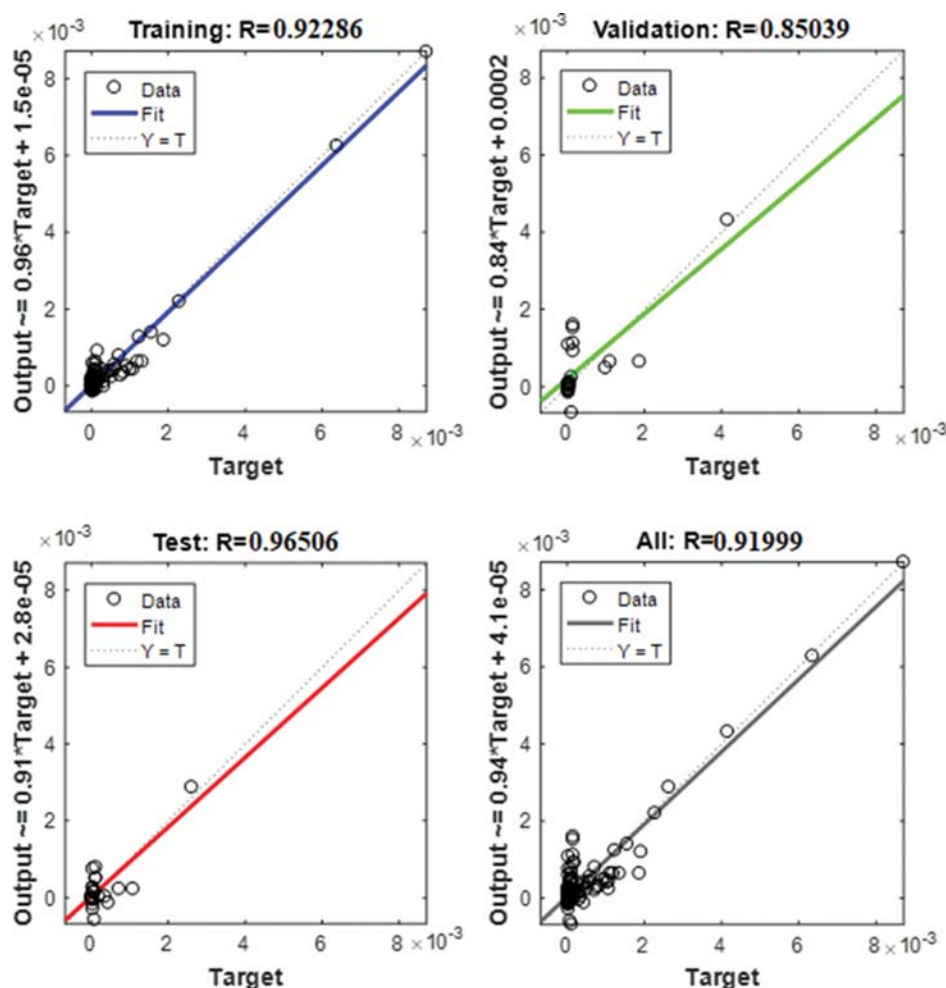 Training: R=0.92286
×10⁻³
Output ~= 0.96*Target + 1.5e-05
8
6
4
2
0
Data
Fit
Y = T
0 2 4 6 8 ×10⁻³
Target
Validation: R=0.85039
×10⁻³
Output ~= 0.84*Target + 0.0002
8
6
4
2
0
Data
Fit
Y = T
0 2 4 6 8 ×10⁻³
Target
Test: R=0.96506
×10⁻³
Output ~= 0.91*Target + 2.8e-05
8
6
4
2
0
Data
Fit
Y = T
0 2 4 6 8 ×10⁻³
Target
All: R=0.91999
×10⁻³
Output ~= 0.94*Target + 4.1e-05
8
6
4
2
0
Data
Fit
Y = T
0 2 4 6 8 ×10⁻³
Target